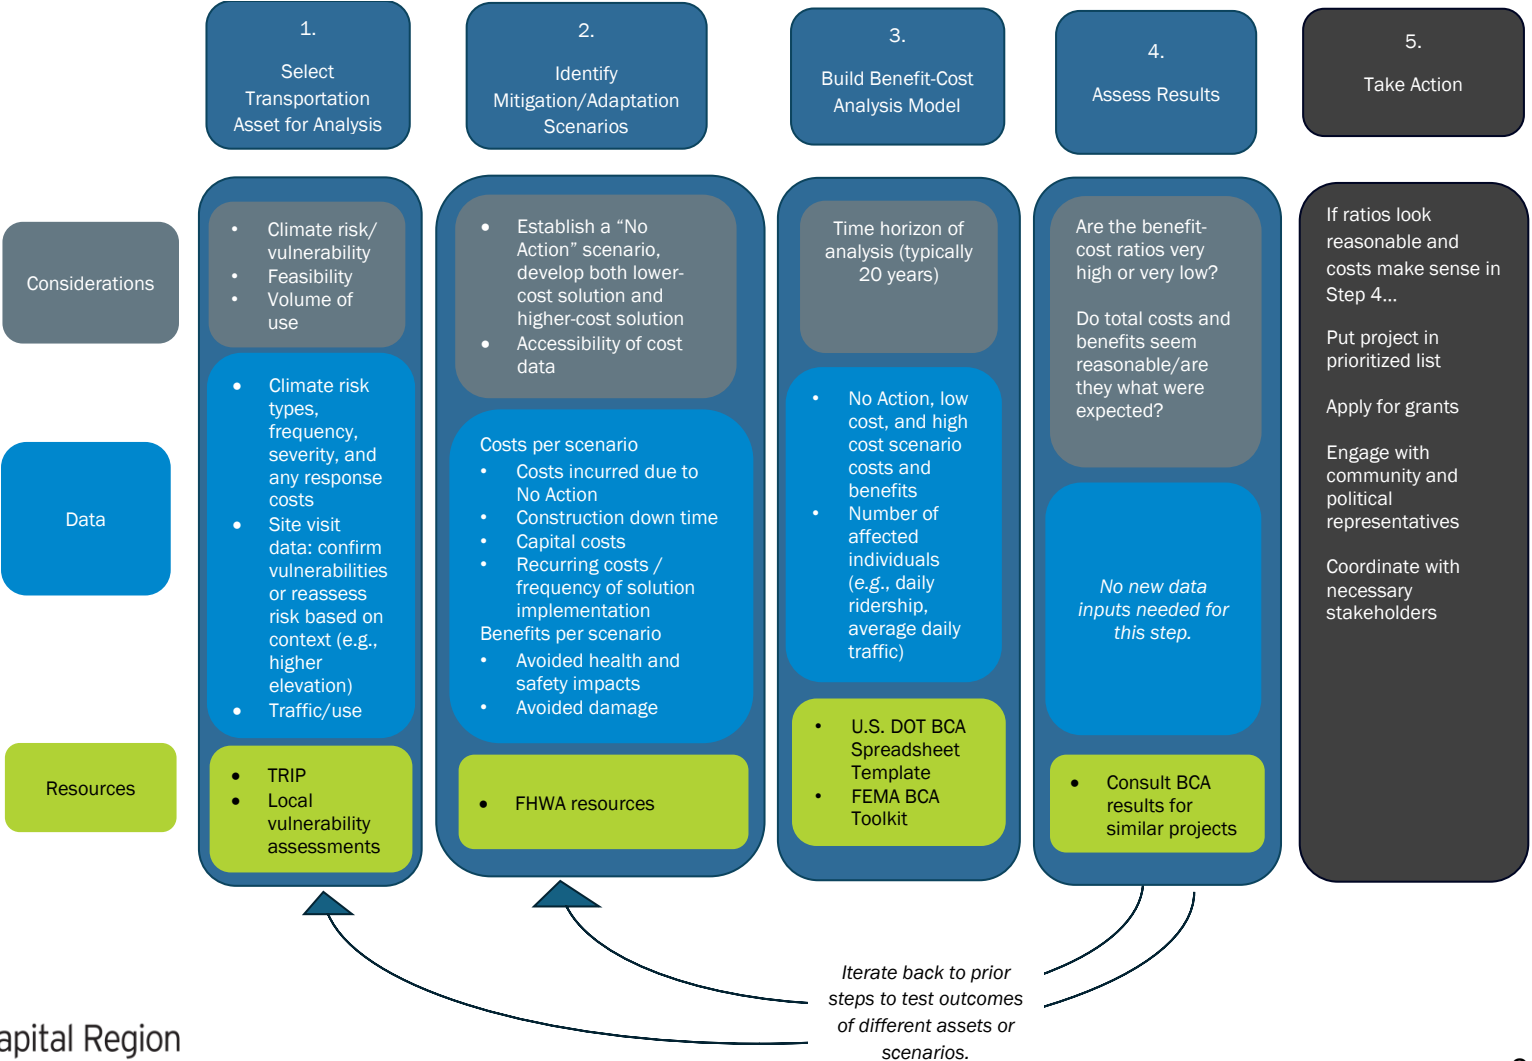 1.
Select
Transportation
Asset for Analysis
2.
Identify
Mitigation/Adaptation
Scenarios
3.
Build Benefit-Cost
Analysis Model
4.
Assess Results
5.
Take Action
Considerations
• Climate risk/
vulnerability
• Feasibility
• Volume of
use
• Establish a “No
Action” scenario,
develop both lower-
cost solution and
higher-cost solution
• Accessibility of cost
data
Time horizon of
analysis (typically
20 years)
Are the benefit-
cost ratios very
high or very low?
Do total costs and
benefits seem
reasonable/are
they what were
expected?
If ratios look
reasonable and
costs make sense in
Step 4...
Put project in
prioritized list
Apply for grants
Engage with
community and
political
representatives
Coordinate with
necessary
stakeholders
Data
• Climate risk
types,
frequency,
severity, and
any response
costs
• Site visit
data: confirm
vulnerabilities
or reassess
risk based on
context (e.g.,
higher
elevation)
• Traffic/use
Costs per scenario
• Costs incurred due to
No Action
• Construction down time
• Capital costs
• Recurring costs /
frequency of solution
implementation
Benefits per scenario
• Avoided health and
safety impacts
• Avoided damage
• No Action, low
cost, and high
cost scenario
costs and
benefits
• Number of
affected
individuals
(e.g., daily
ridership,
average daily
traffic)
No new data
inputs needed for
this step.
Resources
• TRIP
• Local
vulnerability
assessments
• FHWA resources
• U.S. DOT BCA
Spreadsheet
Template
• FEMA BCA
Toolkit
• Consult BCA
results for
similar projects
Iterate back to prior
steps to test outcomes
of different assets or
scenarios.
apital Region